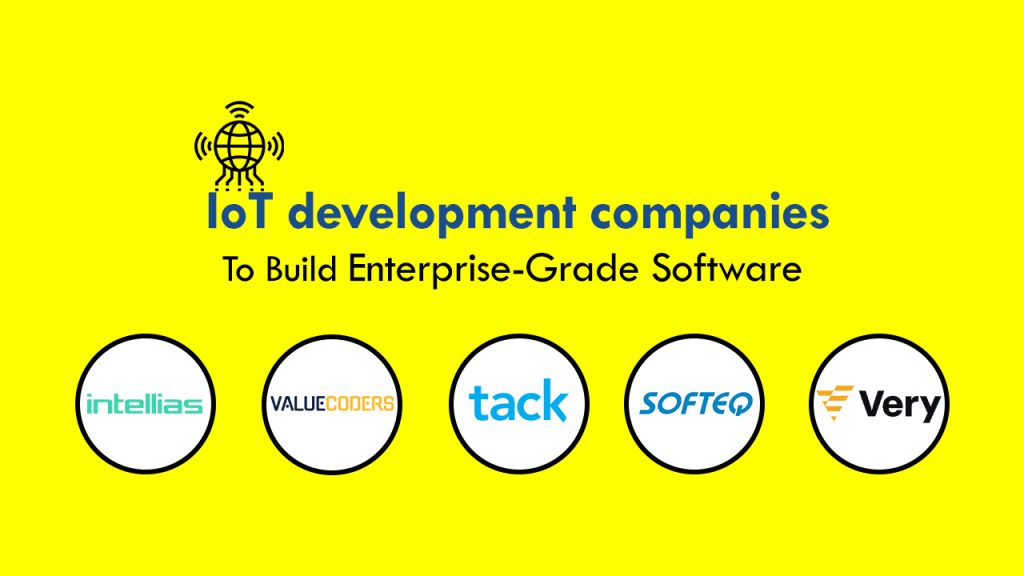 IoT development companies
To Build Enterprise-Grade Software
intellias
VALUECODERS
tack
SOFTEQ
Very